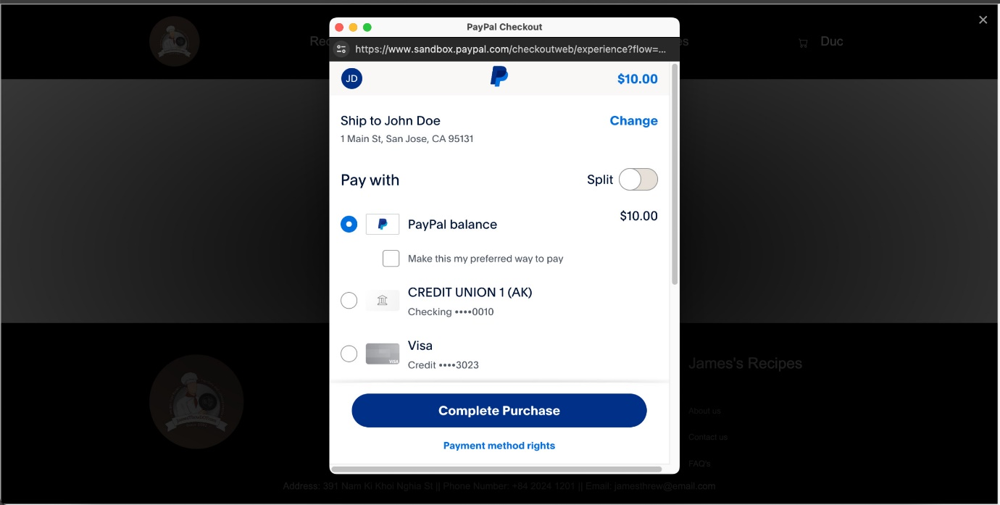 PayPal Checkout
https://www.sandbox.paypal.com/checkoutweb/experience?flow=...
Duc
JD
$10.00
Ship to John Doe
Change
1 Main St, San Jose, CA 95131
Pay with
Split
PayPal balance
$10.00
Make this my preferred way to pay
CREDIT UNION 1 (AK)
Checking ••••0010
Visa
VISA
Credit ••••3023
James's Recipes
Complete Purchase
About us
Contact us
Payment method rights
FAQ's
Address: 391 Nam Ki Khoi Nghia St || Phone Number: +84 2024 1201 || Email: jamesthrew@email.com